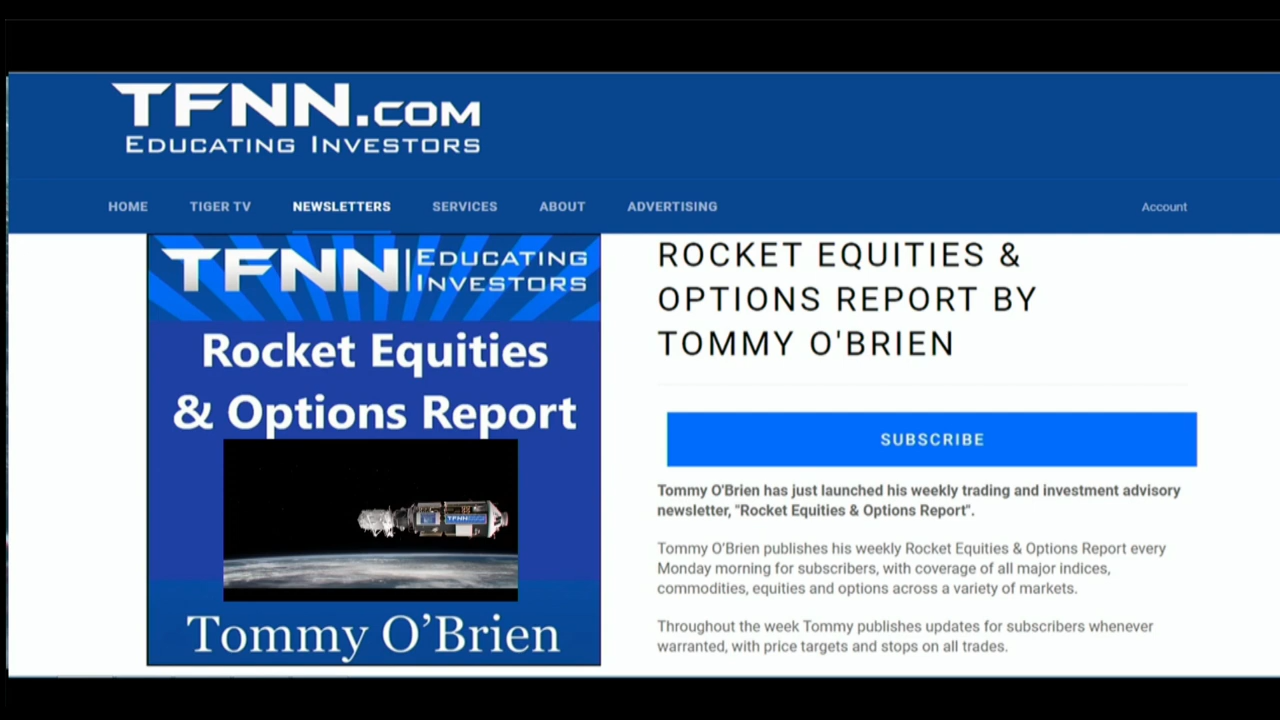 TFNN.COM
EDUCATING INVESTORS
HOME TIGER TV NEWSLETTERS SERVICES ABOUT ADVERTISING Account
TFNN EDUCATING
INVESTORS
Rocket Equities
& Options Report
TFNN
Tommy O’Brien
ROCKET EQUITIES &
OPTIONS REPORT BY
TOMMY O'BRIEN
SUBSCRIBE
Tommy O'Brien has just launched his weekly trading and investment advisory
newsletter, "Rocket Equities & Options Report".
Tommy O’Brien publishes his weekly Rocket Equities & Options Report every
Monday morning for subscribers, with coverage of all major indices,
commodities, equities and options across a variety of markets.
Throughout the week Tommy publishes updates for subscribers whenever
warranted, with price targets and stops on all trades.